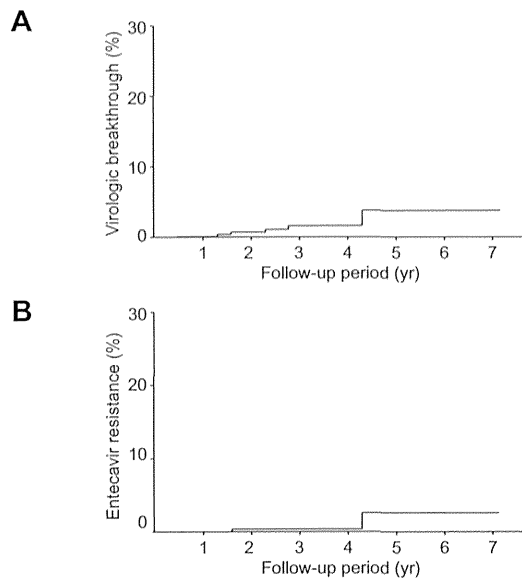 A
Virologic breakthrough (%)
30
20
10
0
1 2 3 4 5 6 7
Follow-up period (yr)
B
Entecavir resistance (%)
30
20
10
0
1 2 3 4 5 6 7
Follow-up period (yr)